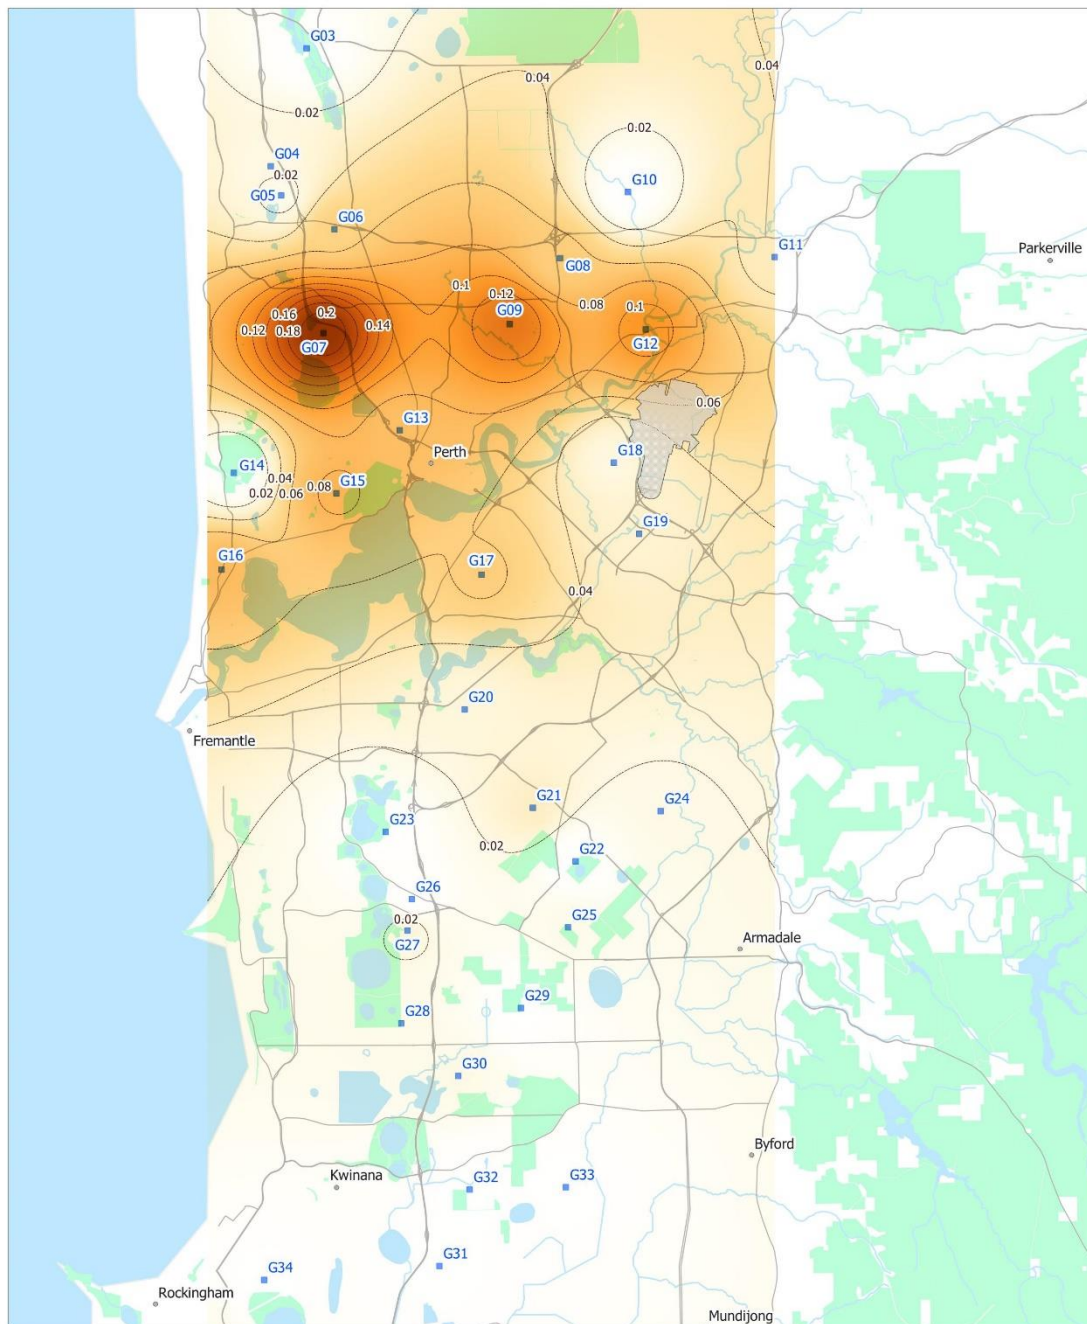 G03
0.04
0.04
0.02
0.02
G04
0.02
G05
G10
G06
Parkerville
G11
G08
0.1
0.12
0.16
0.2
0.08
0.1
G09
0.14
0.12
0.18
G07
G12
0.06
G13
Perth
G14
G18
0.04
0.02
0.06
0.08
G15
G19
G16
G17
0.04
G20
Fremantle
G21
G24
G23
0.02
G22
G26
0.02
G25
G27
Armadale
G29
G28
G30
Byford
Kwinana
G32
G33
G31
G34
Rockingham
Mundijong